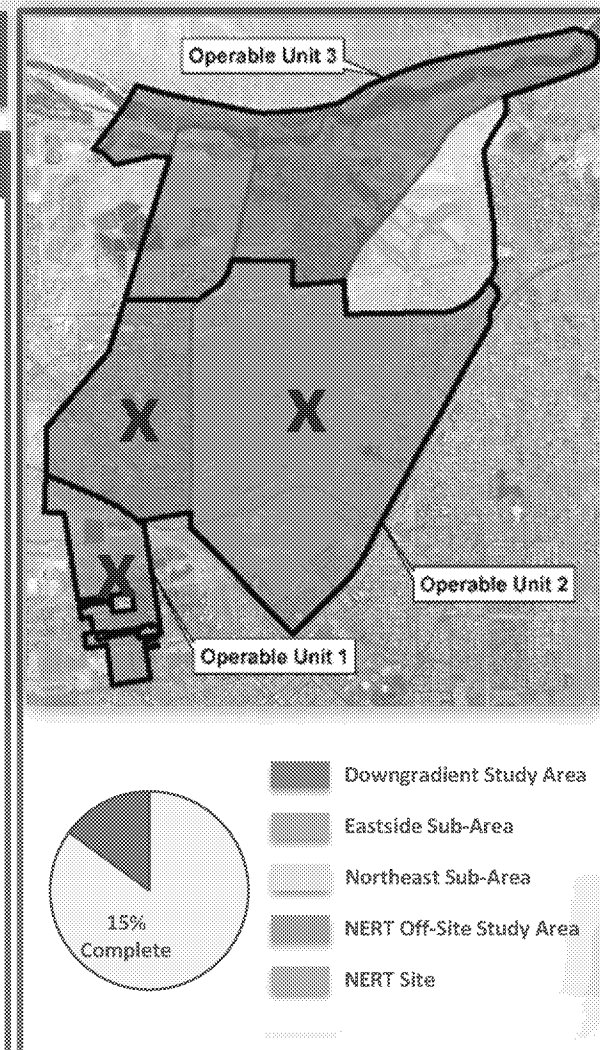 Operable Unit 3
X
X
X
Operable Unit 2
Operable Unit 1
15%
Complete
Downgradient Study Area
Eastside Sub-Area
Northeast Sub-Area
NERT Off-Site Study Area
NERT Site